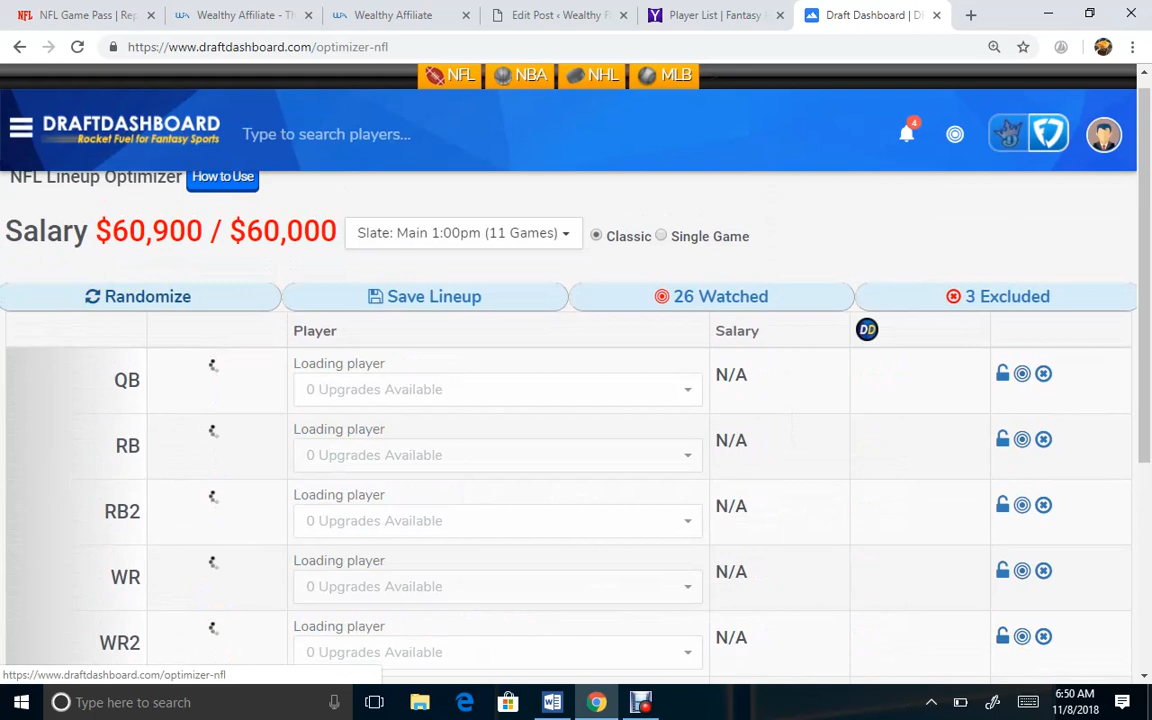 NFL Game Pass | Rep
Wealthy Affiliate - Th
Wealthy Affiliate
Edit Post ‹ Wealthy F
Player List | Fantasy
Draft Dashboard | D
https://www.draftdashboard.com/optimizer-nfl
NFL NBA NHL MLB
DRAFTDASHBOARD
Rocket Fuel for Fantasy Sports
Type to search players...
4
NFL Lineup Optimizer How to Use
Salary $60,900 / $60,000 Slate: Main 1:00pm (11 Games) Classic Single Game
Randomize Save Lineup 26 Watched 3 Excluded
Player Salary DD
QB Loading player N/A
0 Upgrades Available
RB Loading player N/A
0 Upgrades Available
RB2 Loading player N/A
0 Upgrades Available
WR Loading player N/A
0 Upgrades Available
WR2 Loading player N/A
0 Upgrades Available
https://www.draftdashboard.com/optimizer-nfl
Type here to search
6:50 AM
11/8/2018